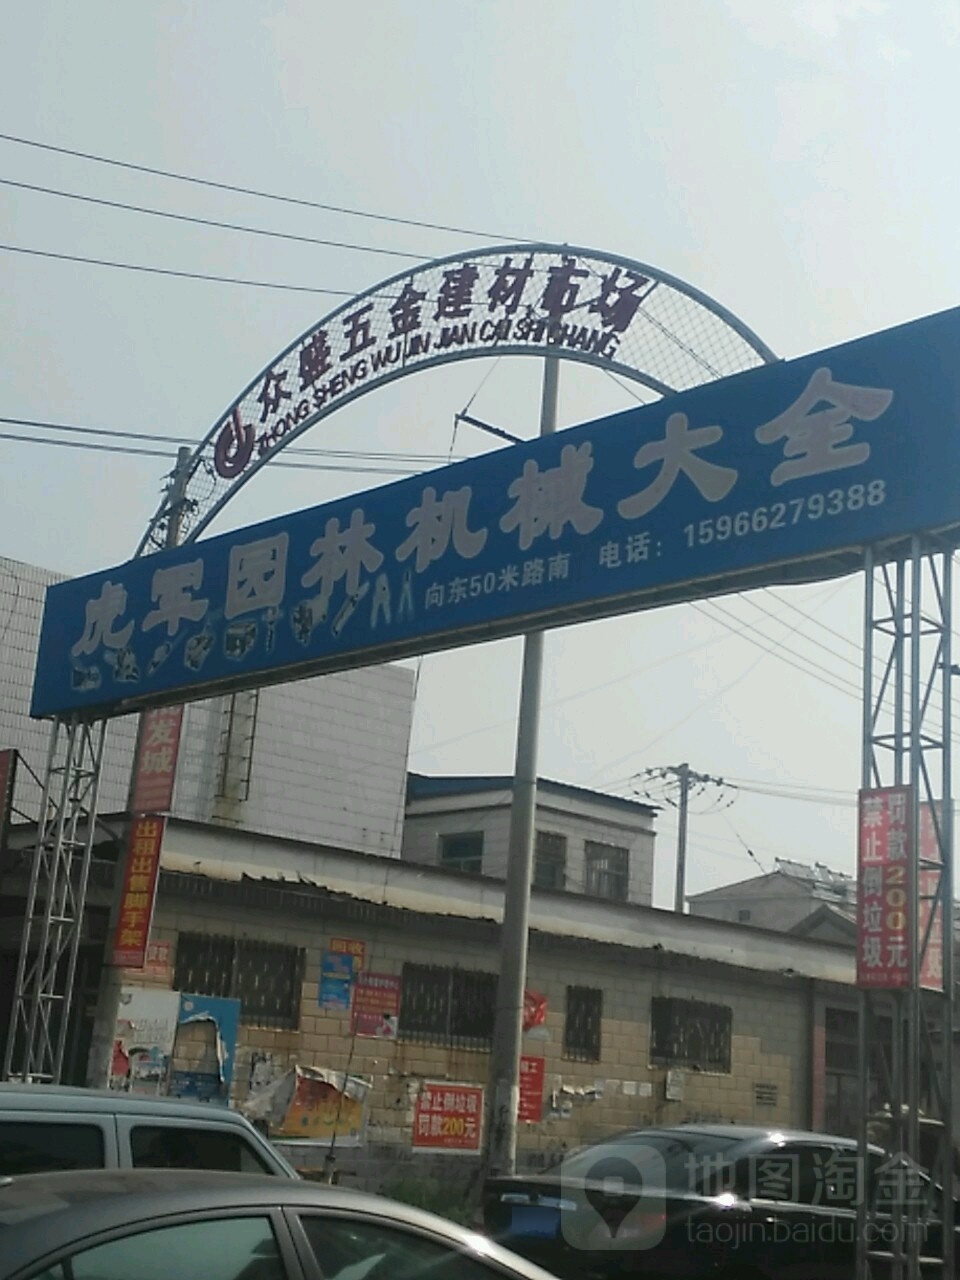 众盛五金建材市场
ZHONG SHENG WU JIN JIAN CAI SHI CHANG
虎军园林机械大全
向东50米路南 电话：15966279388
发城
出租出售脚手架
禁止倒垃圾
罚款200元
回收
禁止倒垃圾
罚款200元
地图淘金
taojin.baidu.com